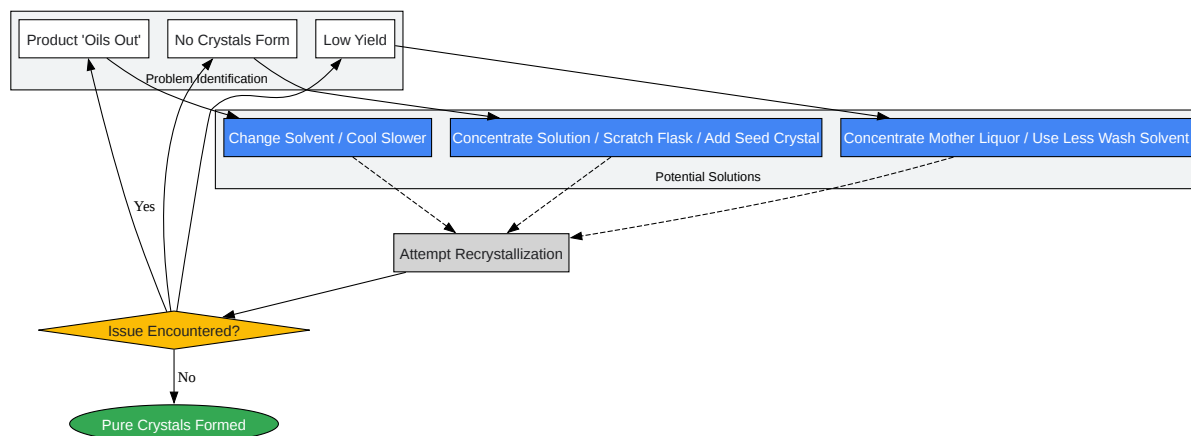 Product 'Oils Out'
No Crystals Form
Low Yield
Problem Identification
Change Solvent / Cool Slower
Concentrate Solution / Scratch Flask / Add Seed Crystal
Concentrate Mother Liquor / Use Less Wash Solvent
Potential Solutions
Yes
Attempt Recrystallization
Issue Encountered?
No
Pure Crystals Formed